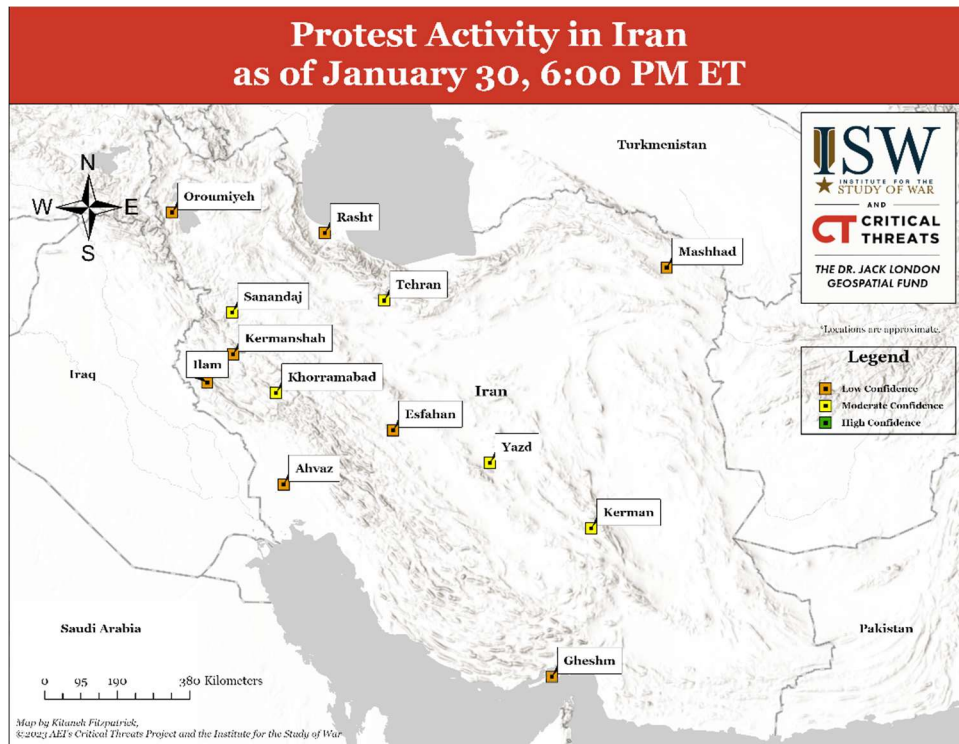 Protest Activity in Iran
as of January 30, 6:00 PM ET
Turkmenistan
ISW
INSTITUTE FOR THE
STUDY OF WAR
AND
CT CRITICAL
THREATS
THE DR. JACK LONDON
GEOSPATIAL FUND
N
W E
S
Oroumiyeh
Rasht
Mashhad
Tehran
Sanandaj
*Locations are approximate.
Kermanshah
Legend
Ilam
Iraq
Khorramabad
Iran
Low Confidence
Moderate Confidence
High Confidence
Esfahan
Yazd
Ahvaz
Kerman
Saudi Arabia
Pakistan
Gheshm
0 95 190 380 Kilometers
Map by Kitaneh Fitzpatrick,
©2023 AEI's Critical Threats Project and the Institute for the Study of War